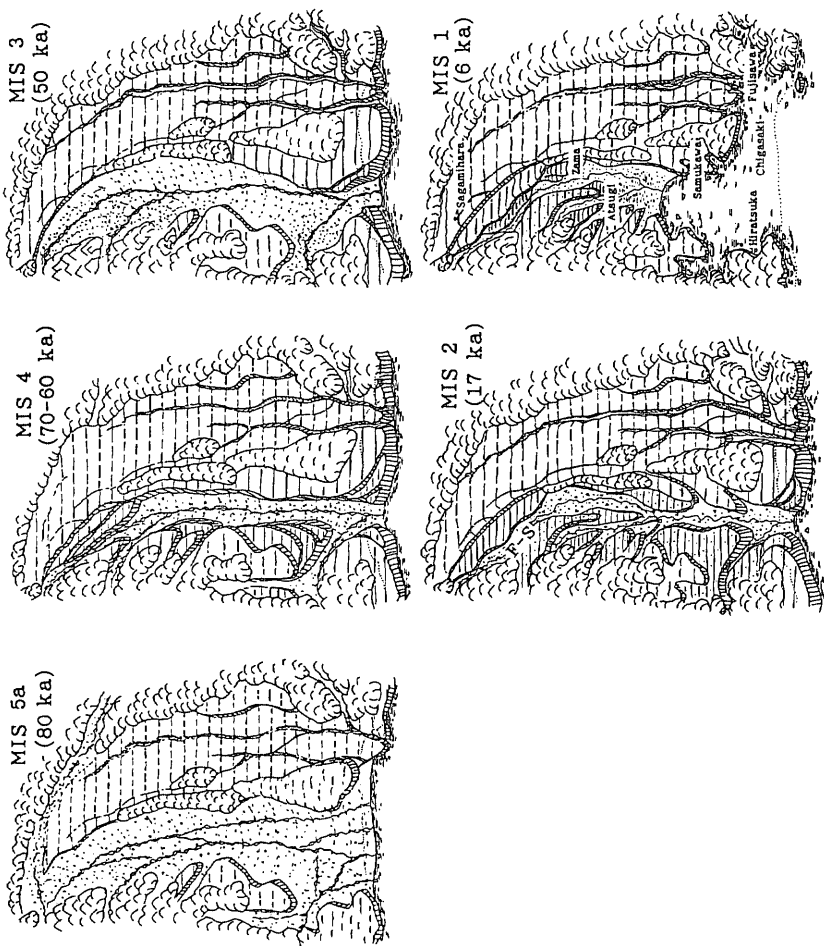 MIS 5a
(80 ka)
MIS 4
(70-60 ka)
MIS 3
(50 ka)
MIS 2
(17 ka)
F S
MIS 1
(6 ka)
Sagamihara
Zama
Atsugi
Samukawa
Hiratsuka
Chigasaki
Fujisawa